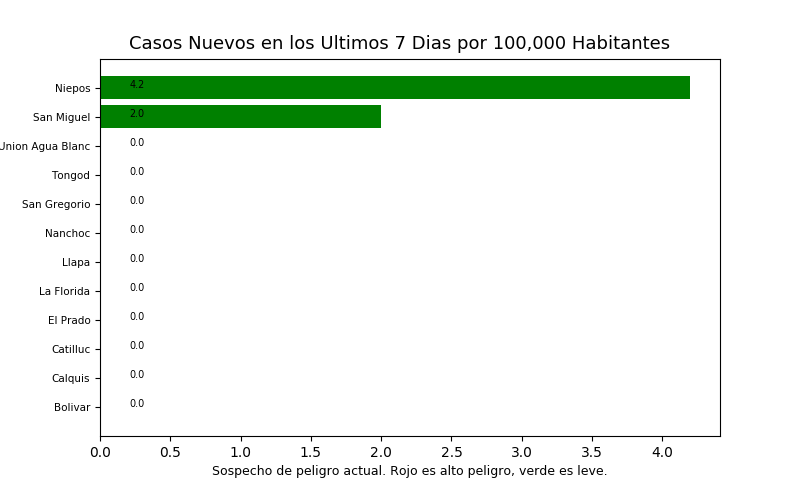 Casos Nuevos en los Ultimos 7 Dias por 100,000 Habitantes
Niepos 4.2
San Miguel 2.0
Union Agua Blanc 0.0
Tongod 0.0
San Gregorio 0.0
Nanchoc 0.0
Llapa 0.0
La Florida 0.0
El Prado 0.0
Catilluc 0.0
Calquis 0.0
Bolivar 0.0
0.0 0.5 1.0 1.5 2.0 2.5 3.0 3.5 4.0
Sospecho de peligro actual. Rojo es alto peligro, verde es leve.